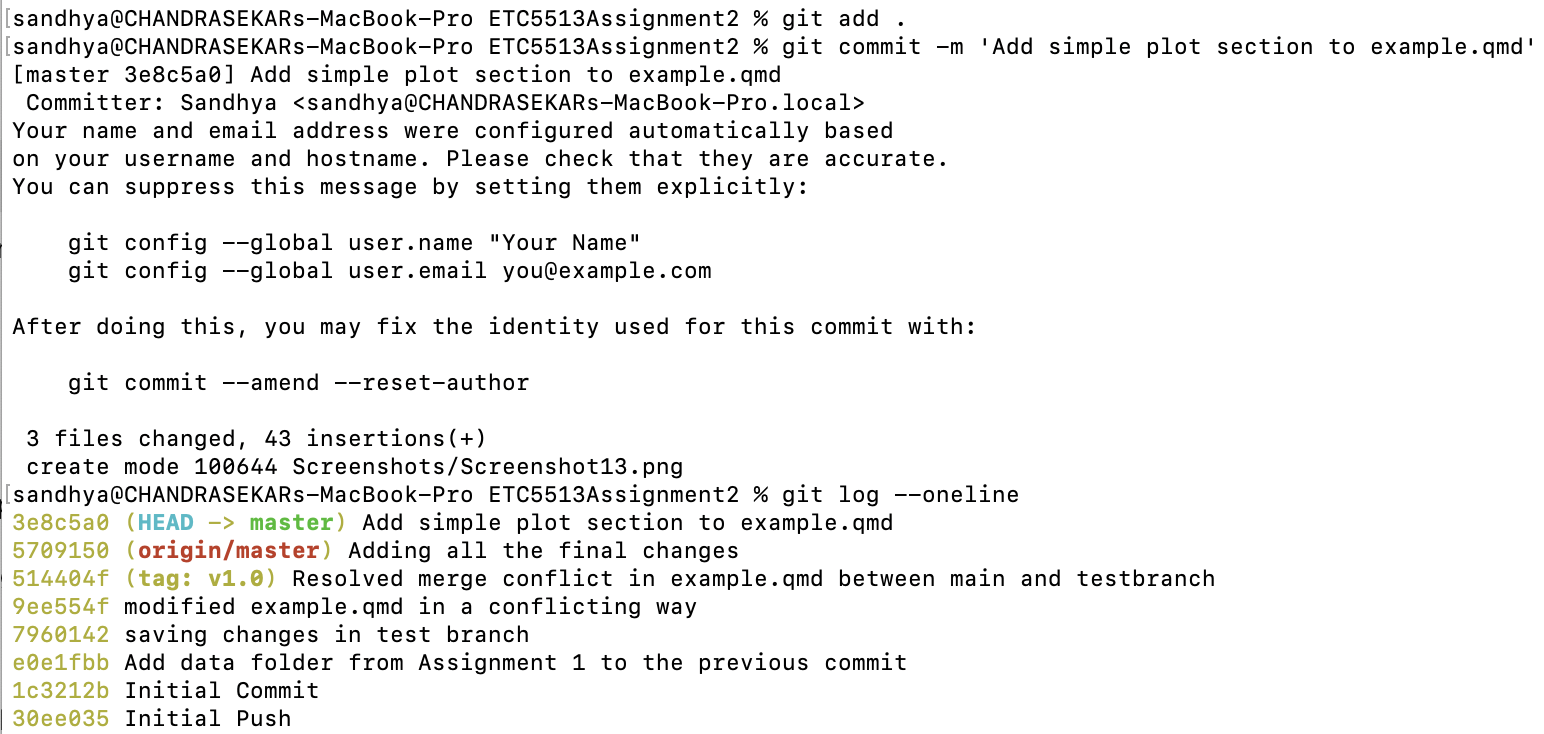 [sandhya@CHANDRASEKARs-MacBook-Pro ETC5513Assignment2 % git add .
[sandhya@CHANDRASEKARs-MacBook-Pro ETC5513Assignment2 % git commit -m 'Add simple plot section to example.qmd'
[master 3e8c5a0] Add simple plot section to example.qmd
 Committer: Sandhya <sandhya@CHANDRASEKARs-MacBook-Pro.local>
Your name and email address were configured automatically based
on your username and hostname. Please check that they are accurate.
You can suppress this message by setting them explicitly:

    git config --global user.name "Your Name"
    git config --global user.email you@example.com

After doing this, you may fix the identity used for this commit with:

    git commit --amend --reset-author

 3 files changed, 43 insertions(+)
 create mode 100644 Screenshots/Screenshot13.png
[sandhya@CHANDRASEKARs-MacBook-Pro ETC5513Assignment2 % git log --oneline
3e8c5a0 (HEAD -> master) Add simple plot section to example.qmd
5709150 (origin/master) Adding all the final changes
514404f (tag: v1.0) Resolved merge conflict in example.qmd between main and testbranch
9ee554f modified example.qmd in a conflicting way
7960142 saving changes in test branch
e0e1fbb Add data folder from Assignment 1 to the previous commit
1c3212b Initial Commit
30ee035 Initial Push